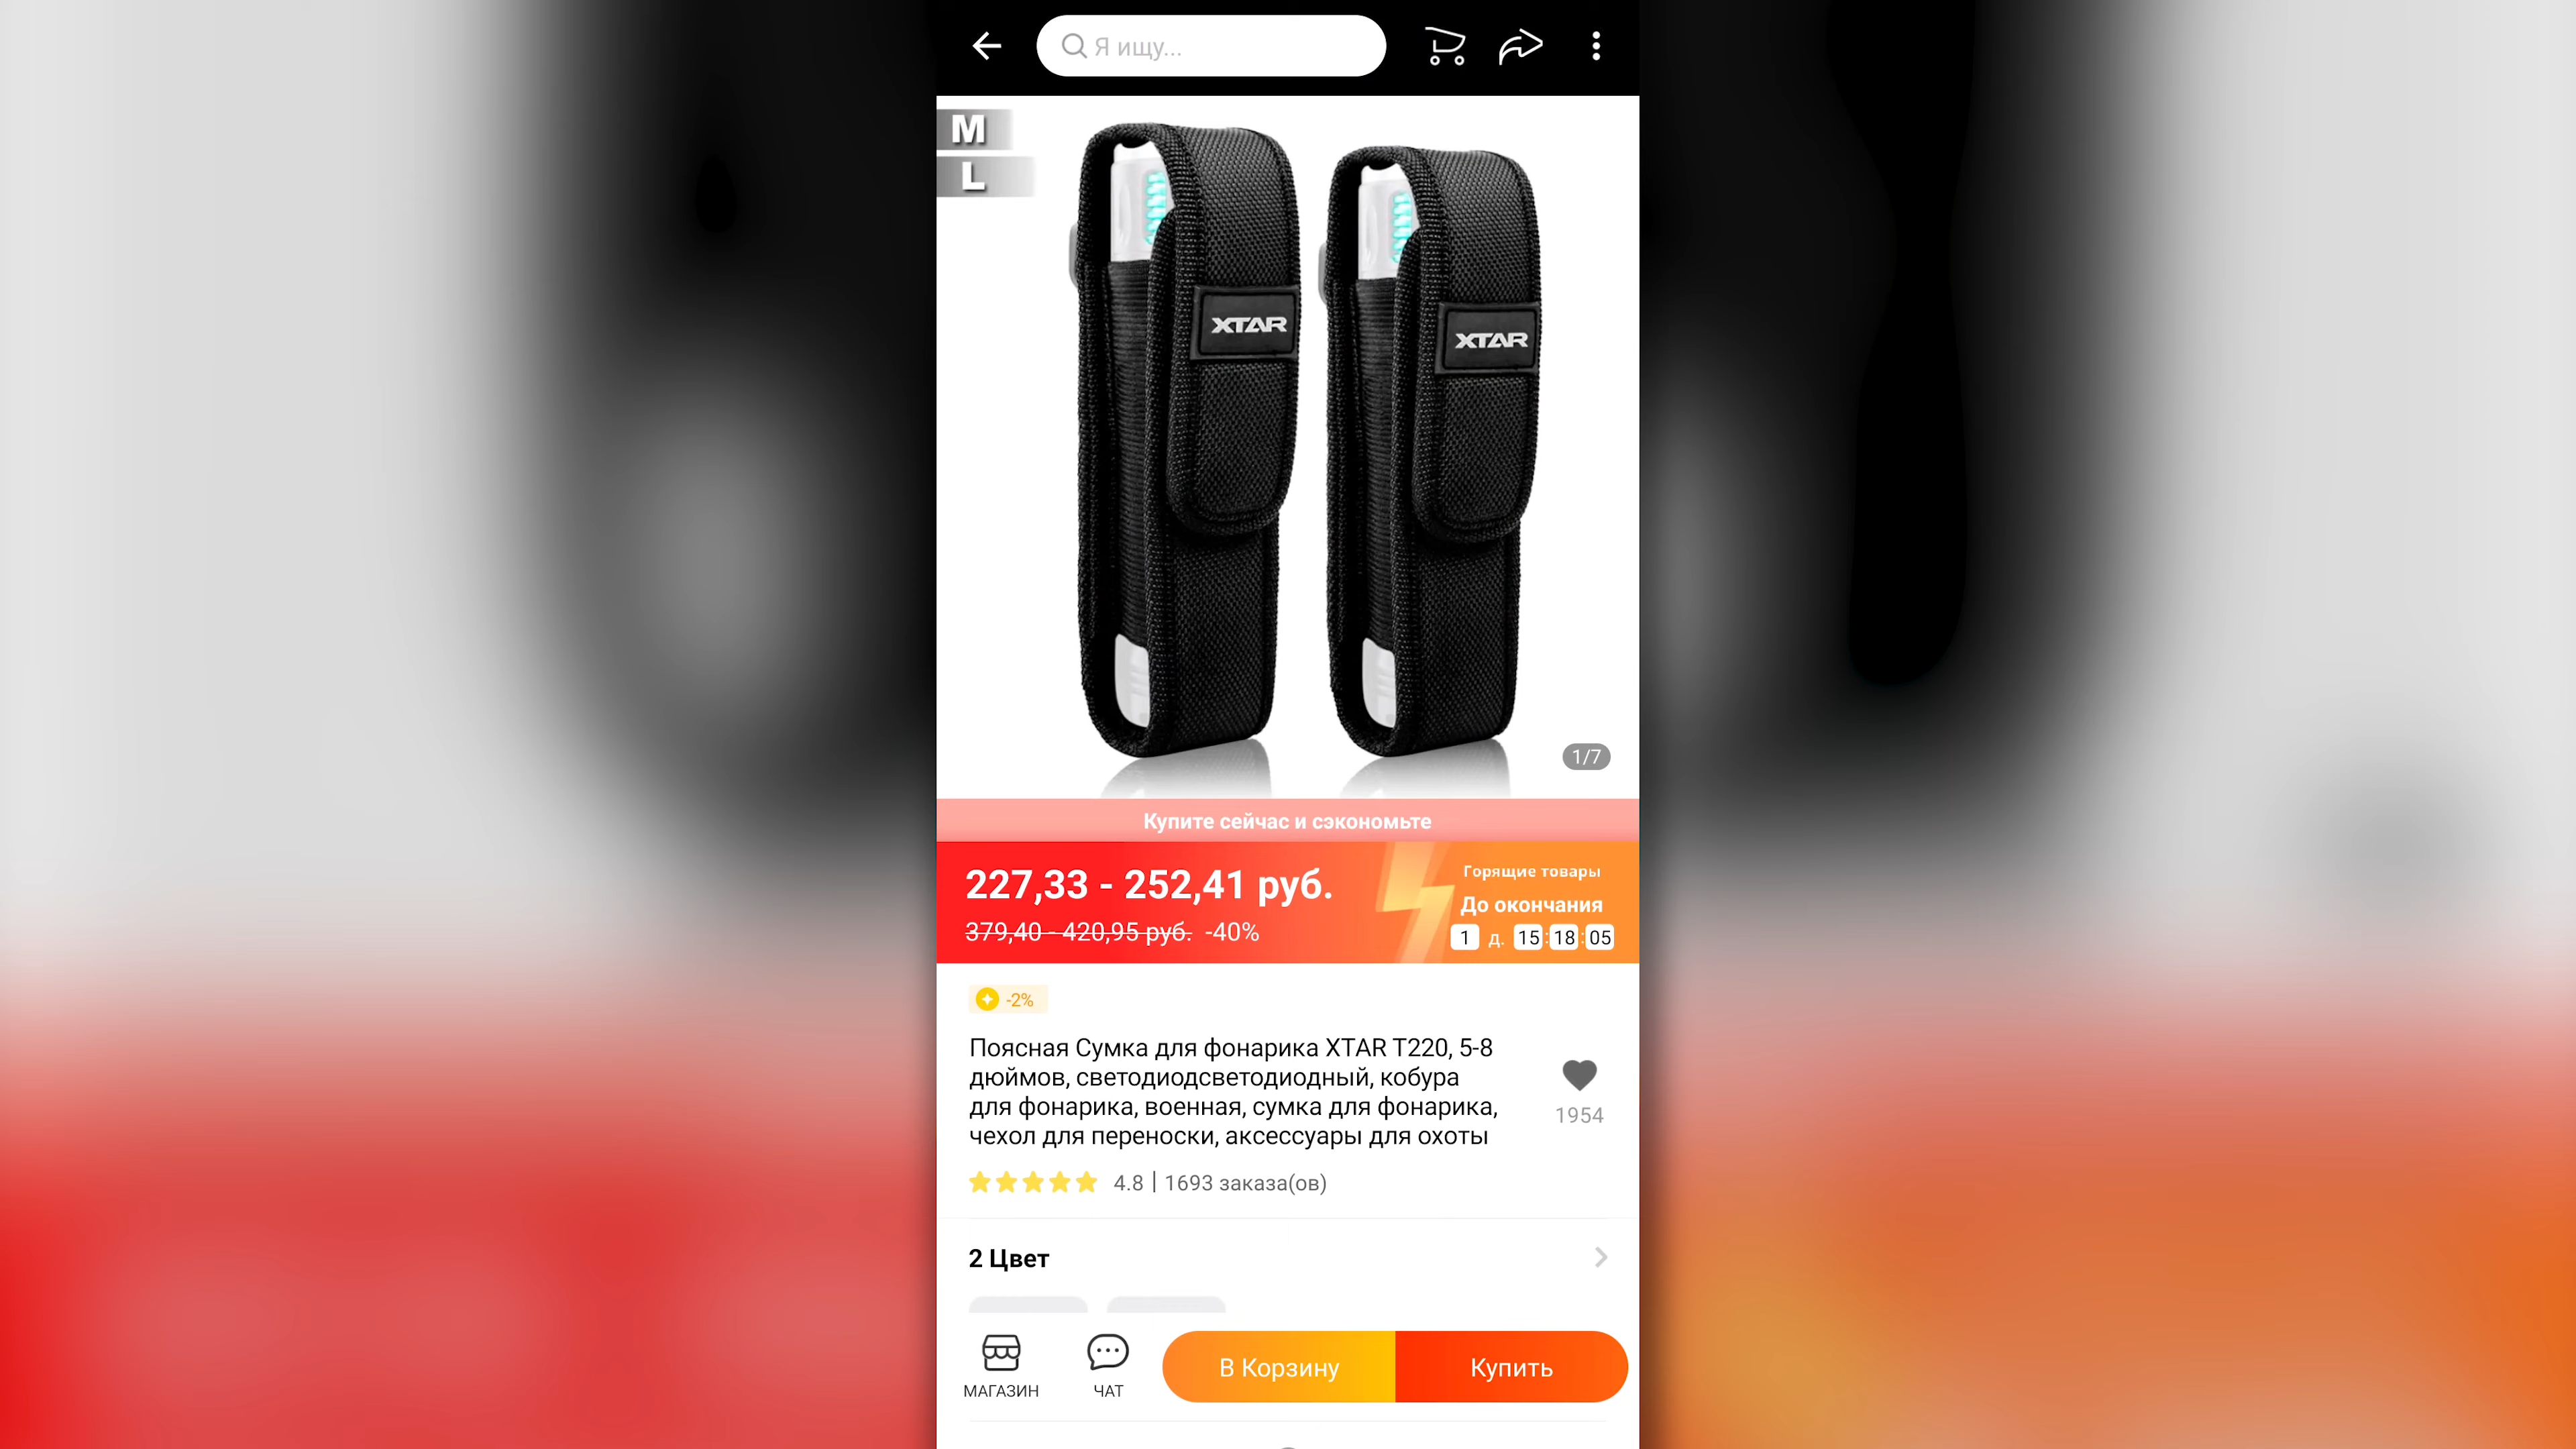 Я ищу...
M
L
XTAR
XTAR
1/7
Купите сейчас и сэкономьте
227,33 - 252,41 руб.
379,40 - 420,95 руб. -40%
Горящие товары
До окончания
1 д. 15:18:05
-2%
Поясная Сумка для фонарика XTAR T220, 5-8
дюймов, светодиодсветодиодный, кобура
для фонарика, военная, сумка для фонарика,
чехол для переноски, аксессуары для охоты
1954
4.8 | 1693 заказа(ов)
2 Цвет
МАГАЗИН
ЧАТ
В Корзину
Купить